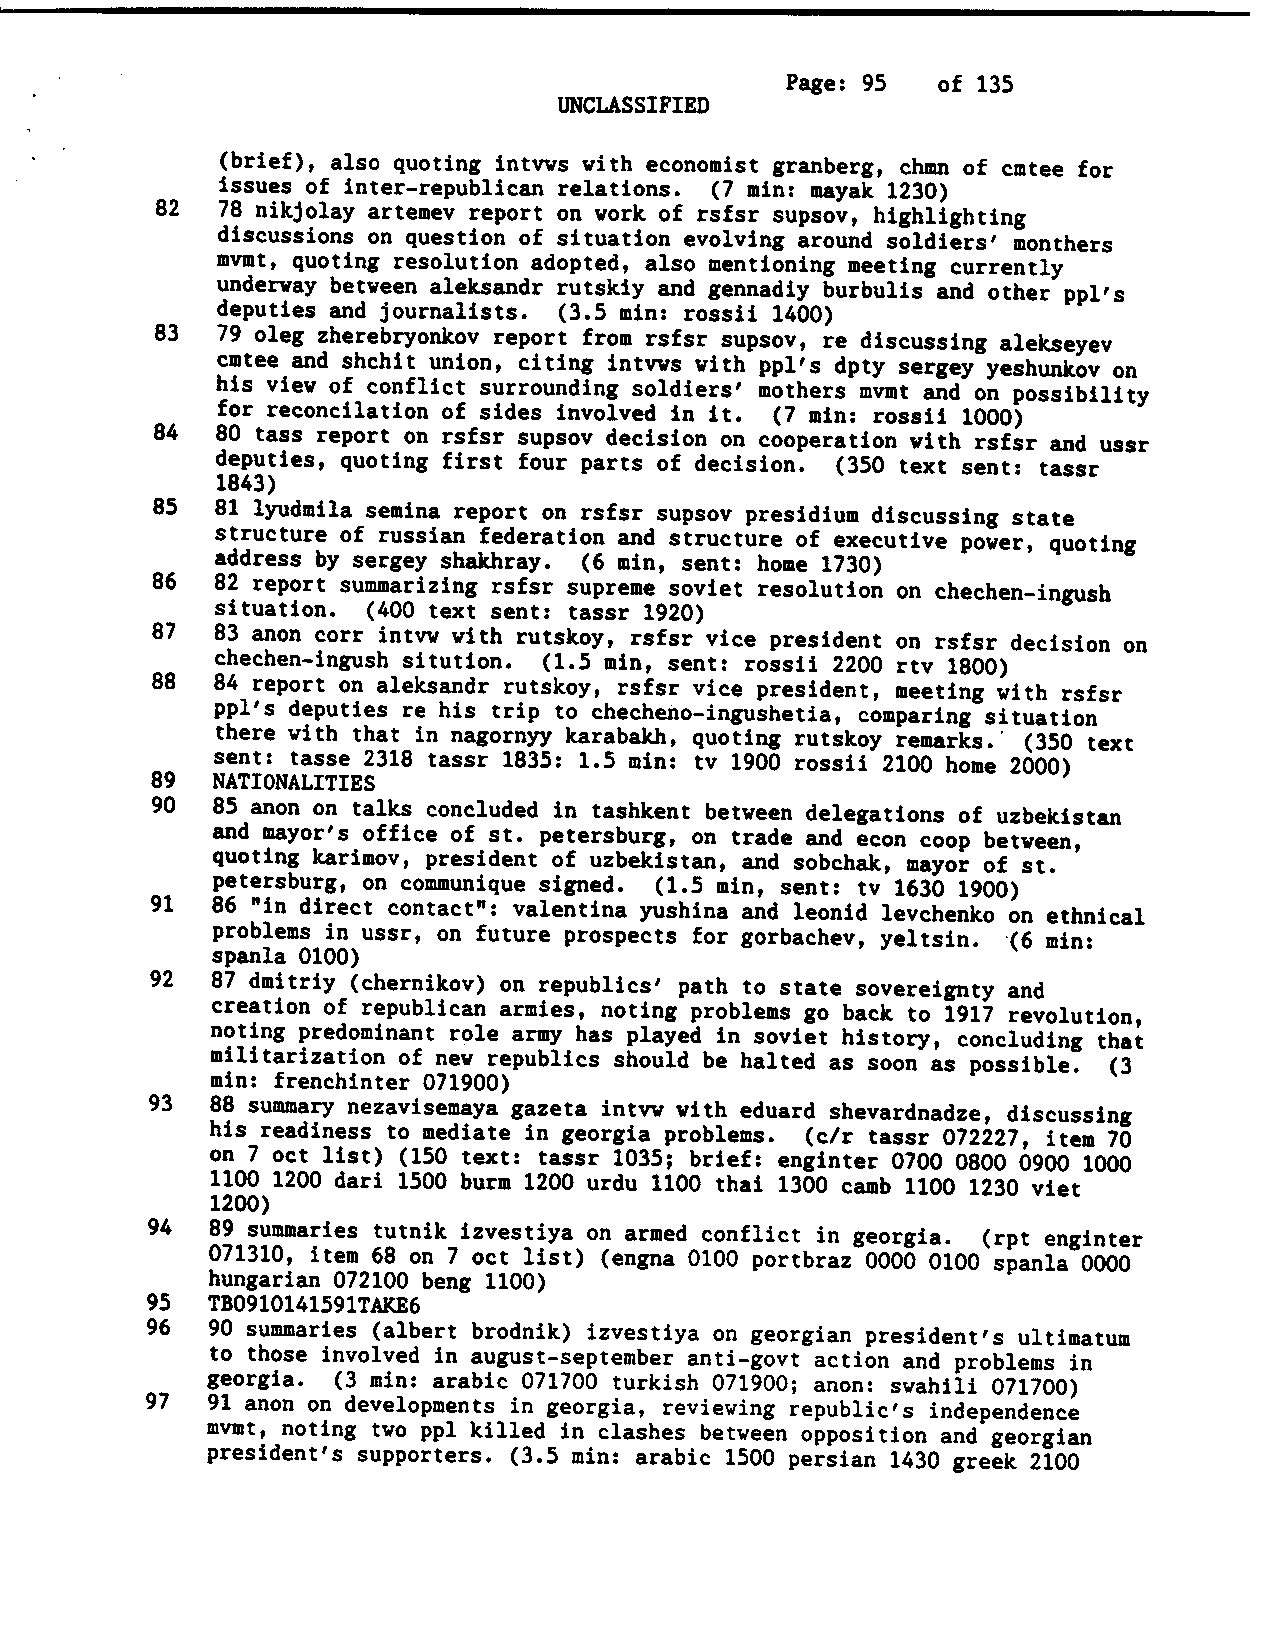 Page: 95 of 135
UNCLASSIFIED
(brief), also quoting intvws with economist granberg, chmn of cmtee for
issues of inter-republican relations. (7 min: mayak 1230)
82 78 nikjolay artemev report on work of rsfsr supsov, highlighting
discussions on question of situation evolving around soldiers' monthers
mvmt, quoting resolution adopted, also mentioning meeting currently
underway between aleksandr rutskiy and gennadiy burbulis and other ppl's
deputies and journalists. (3.5 min: rossii 1400)
83 79 oleg zherebryonkov report from rsfsr supsov, re discussing alekseyev
cmtee and shchit union, citing intvws with ppl's dpty sergey yeshunkov on
his view of conflict surrounding soldiers' mothers mvmt and on possibility
for reconcilation of sides involved in it. (7 min: rossii 1000)
84 80 tass report on rsfsr supsov decision on cooperation with rsfsr and ussr
deputies, quoting first four parts of decision. (350 text sent: tassr
1843)
85 81 lyudmila semina report on rsfsr supsov presidium discussing state
structure of russian federation and structure of executive power, quoting
address by sergey shakhray. (6 min, sent: home 1730)
86 82 report summarizing rsfsr supreme soviet resolution on chechen-ingush
situation. (400 text sent: tassr 1920)
87 83 anon corr intvw with rutskoy, rsfsr vice president on rsfsr decision on
chechen-ingush sitution. (1.5 min, sent: rossii 2200 rtv 1800)
88 84 report on aleksandr rutskoy, rsfsr vice president, meeting with rsfsr
ppl's deputies re his trip to checheno-ingushetia, comparing situation
there with that in nagornyy karabakh, quoting rutskoy remarks. (350 text
sent: tasse 2318 tassr 1835: 1.5 min: tv 1900 rossii 2100 home 2000)
89 NATIONALITIES
90 85 anon on talks concluded in tashkent between delegations of uzbekistan
and mayor's office of st. petersburg, on trade and econ coop between,
quoting karimov, president of uzbekistan, and sobchak, mayor of st.
petersburg, on communique signed. (1.5 min, sent: tv 1630 1900)
91 86 "in direct contact": valentina yushina and leonid levchenko on ethnical
problems in ussr, on future prospects for gorbachev, yeltsin. (6 min:
spanla 0100)
92 87 dmitriy (chernikov) on republics' path to state sovereignty and
creation of republican armies, noting problems go back to 1917 revolution,
noting predominant role army has played in soviet history, concluding that
militarization of new republics should be halted as soon as possible. (3
min: frenchinter 071900)
93 88 summary nezavisemaya gazeta intvw with eduard shevardnadze, discussing
his readiness to mediate in georgia problems. (c/r tassr 072227, item 70
on 7 oct list) (150 text: tassr 1035; brief: enginter 0700 0800 0900 1000
1100 1200 dari 1500 burm 1200 urdu 1100 thai 1300 camb 1100 1230 viet
1200)
94 89 summaries tutnik izvestiya on armed conflict in georgia. (rpt enginter
071310, item 68 on 7 oct list) (engna 0100 portbraz 0000 0100 spanla 0000
hungarian 072100 beng 1100)
95 TB0910141591TAKE6
96 90 summaries (albert brodnik) izvestiya on georgian president's ultimatum
to those involved in august-september anti-govt action and problems in
georgia. (3 min: arabic 071700 turkish 071900; anon: swahili 071700)
97 91 anon on developments in georgia, reviewing republic's independence
mvmt, noting two ppl killed in clashes between opposition and georgian
president's supporters. (3.5 min: arabic 1500 persian 1430 greek 2100